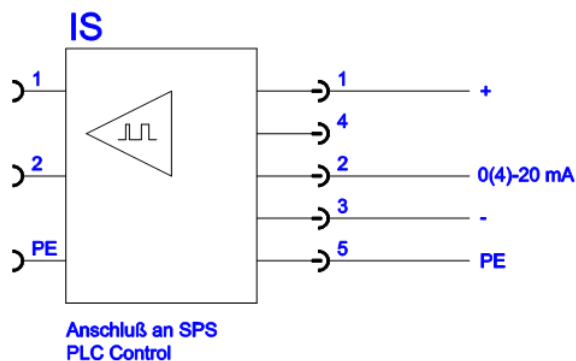 IS
1 1 +
4
2 2 0(4)-20 mA
3 -
PE 5 PE
Anschluß an SPS
PLC Control